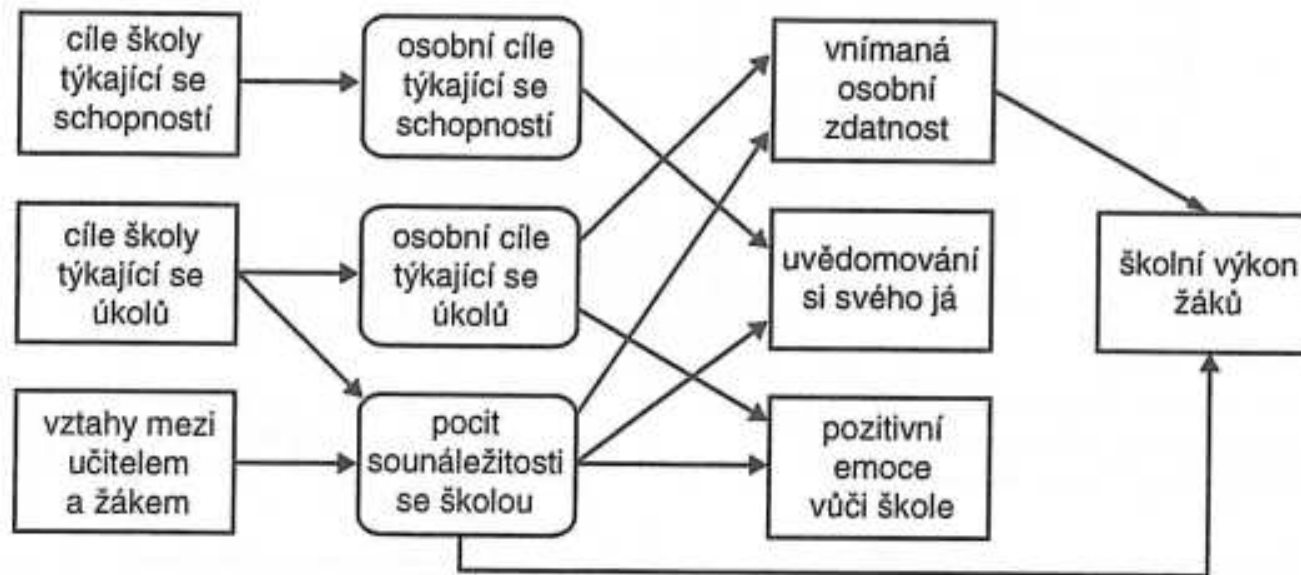 cíle školy
týkající se
schopností
osobní cíle
týkající se
schopností
vnímaná
osobní
zdatnost
cíle školy
týkající se
úkolů
osobní cíle
týkající se
úkolů
uvědomování
si svého já
školní výkon
žáků
vztahy mezi
učitelem
a žákem
pocit
sounáležitosti
se školou
pozitivní
emoce
vůči škole